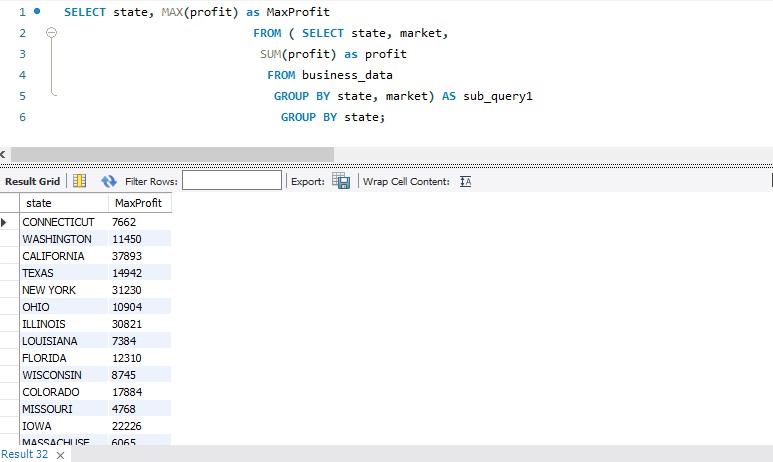 1 SELECT state, MAX(profit) as MaxProfit
2 FROM ( SELECT state, market,
3 SUM(profit) as profit
4 FROM business_data
5 GROUP BY state, market) AS sub_query1
6 GROUP BY state;
Result Grid Filter Rows: Export: Wrap Cell Content: IA
state MaxProfit
CONNECTICUT 7662
WASHINGTON 11450
CALIFORNIA 37893
TEXAS 14942
NEW YORK 31230
OHIO 10904
ILLINOIS 30821
LOUISIANA 7384
FLORIDA 12310
WISCONSIN 8745
COLORADO 17884
MISSOURI 4768
IOWA 22226
MASSACHUSE 6065
Result 32 ×